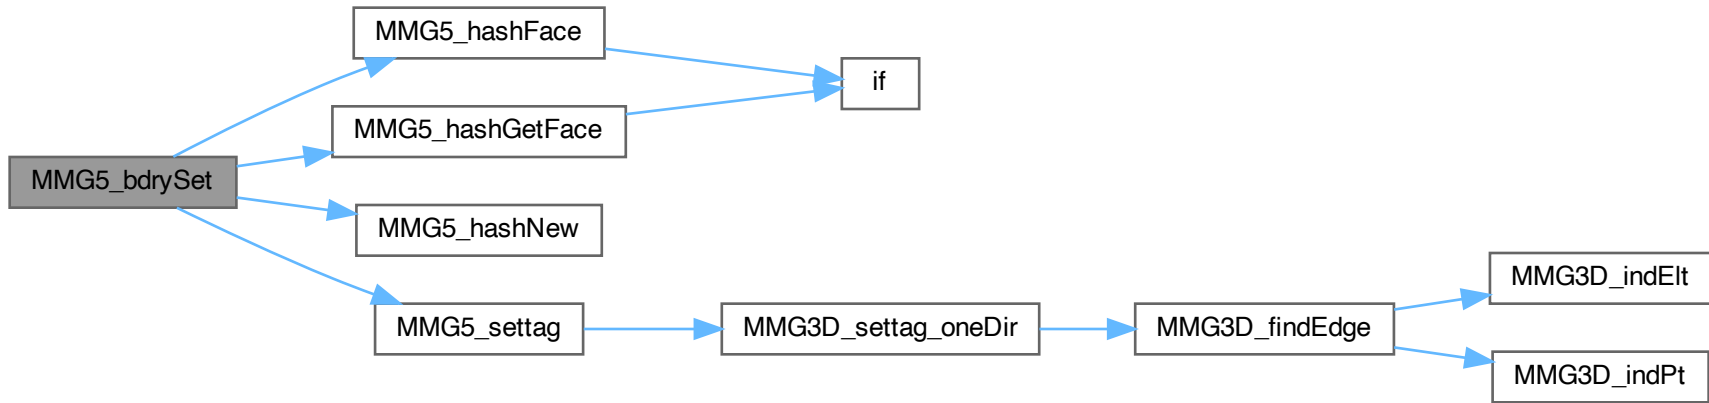 MMG5_hashFace
if
MMG5_hashGetFace
MMG5_bdrySet
MMG5_hashNew
MMG3D_indElt
MMG5_settag
MMG3D_settag_oneDir
MMG3D_findEdge
MMG3D_indPt